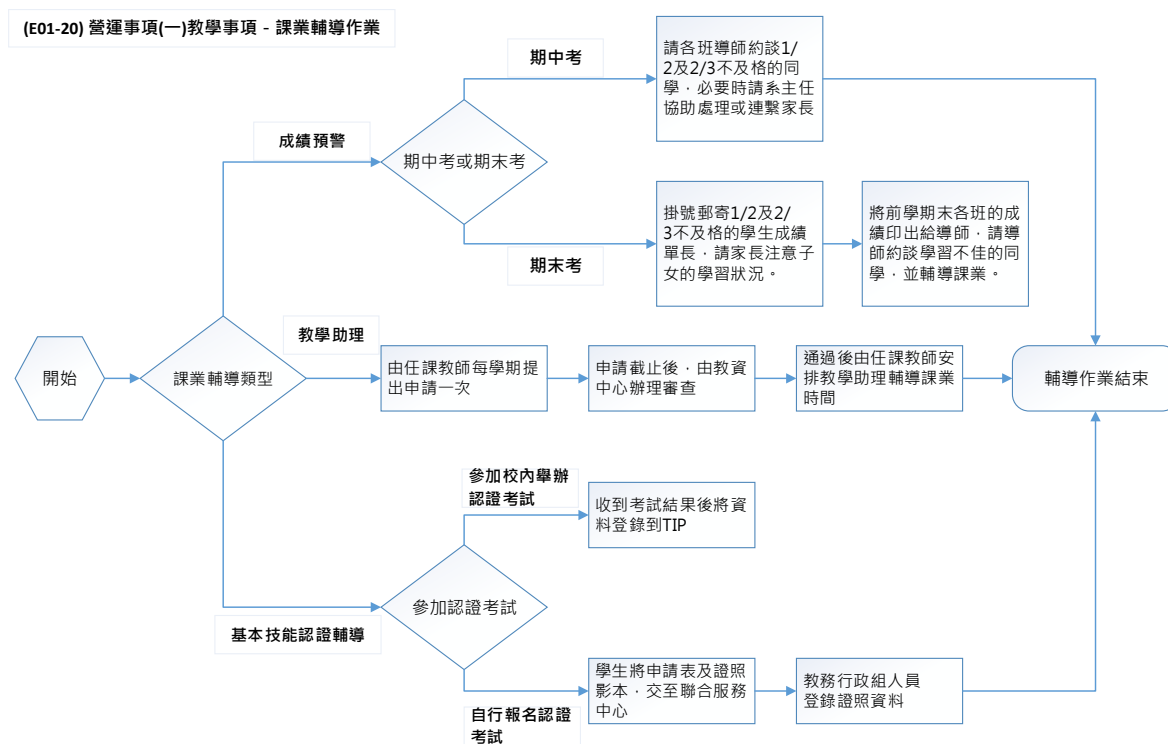 (E01-20) 營運事項(一)教學事項 - 課業輔導作業
期中考
請各班導師約談1/
2及2/3不及格的同
學，必要時請系主任
協助處理或連繫家長
成績預警
期中考或期末考
掛號郵寄1/2及2/
3不及格的學生成績
單長，請家長注意子
女的學習狀況。
將前學期末各班的成
績印出給導師，請導
師約談學習不佳的同
學，並輔導課業。
期末考
教學助理
開始
課業輔導類型
由任課教師每學期提
出申請一次
申請截止後，由教資
中心辦理審查
通過後由任課教師安
排教學助理輔導課業
時間
輔導作業結束
參加校內舉辦
認證考試
收到考試結果後將資
料登錄到TIP
參加認證考試
基本技能認證輔導
學生將申請表及證照
影本，交至聯合服務
中心
教務行政組人員
登錄證照資料
自行報名認證
考試